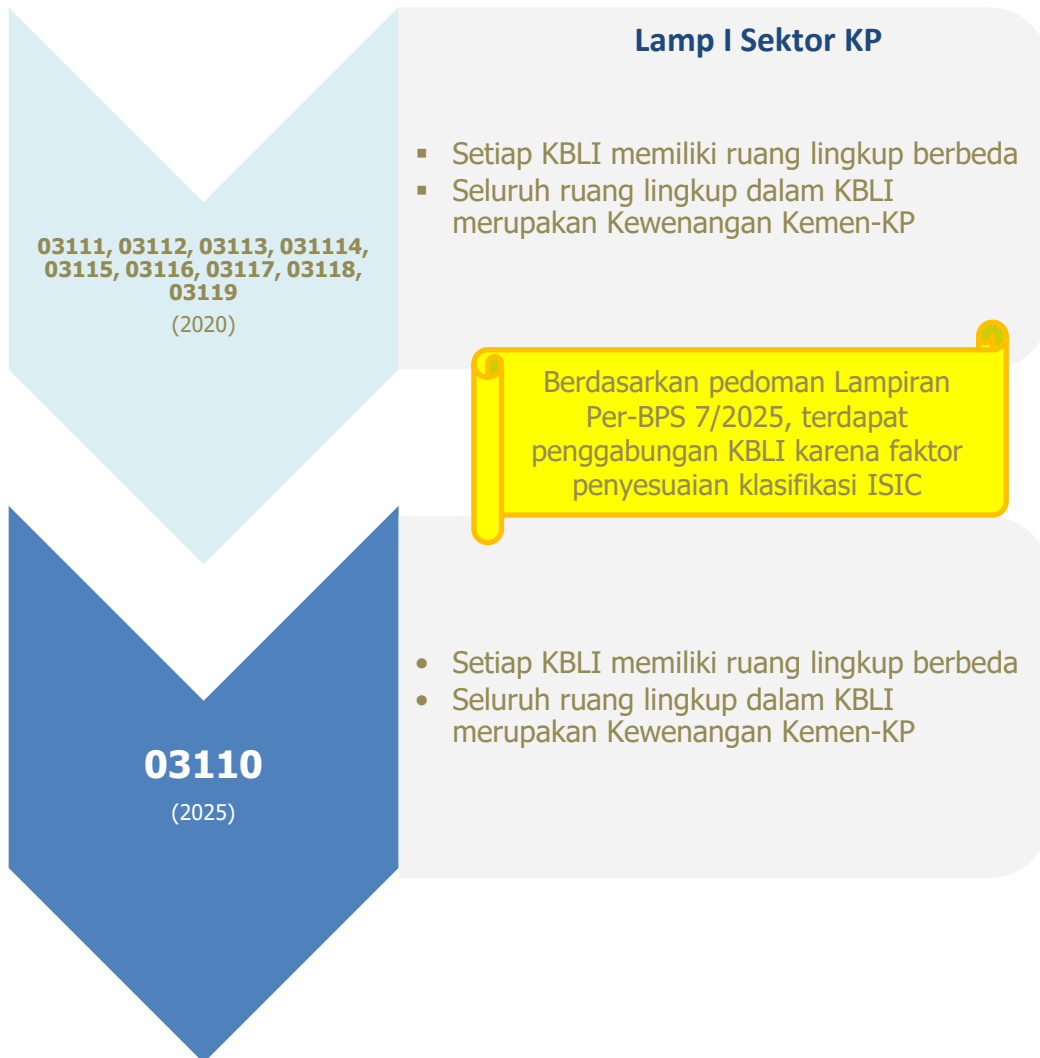 Lamp I Sektor KP
▪ Setiap KBLI memiliki ruang lingkup berbeda
▪ Seluruh ruang lingkup dalam KBLI
merupakan Kewenangan Kemen-KP
03111, 03112, 03113, 031114,
03115, 03116, 03117, 03118,
03119
(2020)
Berdasarkan pedoman Lampiran
Per-BPS 7/2025, terdapat
penggabungan KBLI karena faktor
penyesuaian klasifikasi ISIC
• Setiap KBLI memiliki ruang lingkup berbeda
• Seluruh ruang lingkup dalam KBLI
merupakan Kewenangan Kemen-KP
03110
(2025)